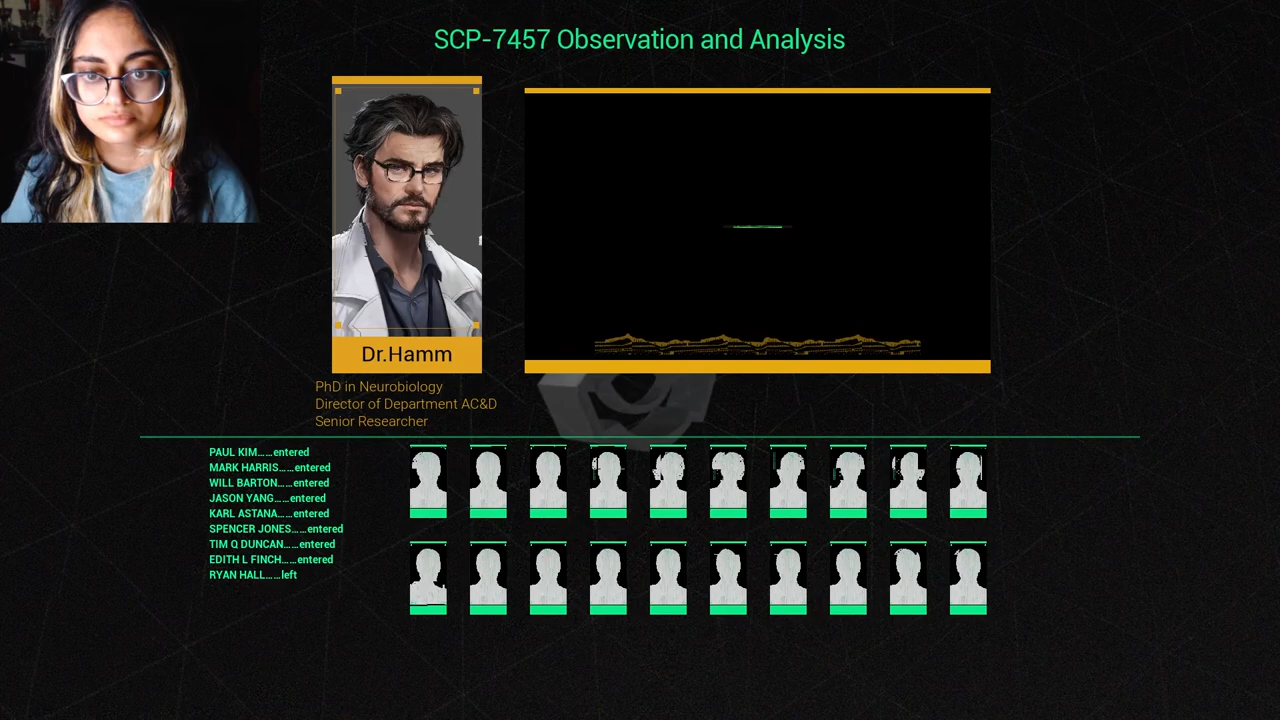 SCP-7457 Observation and Analysis
Dr.Hamm
PhD in Neurobiology
Director of Department AC&D
Senior Researcher
PAUL KIM......entered
MARK HARRIS......entered
WILL BARTON......entered
JASON YANG......entered
KARL ASTANA......entered
SPENCER JONES......entered
TIM Q DUNCAN......entered
EDITH L FINCH......entered
RYAN HALL......left